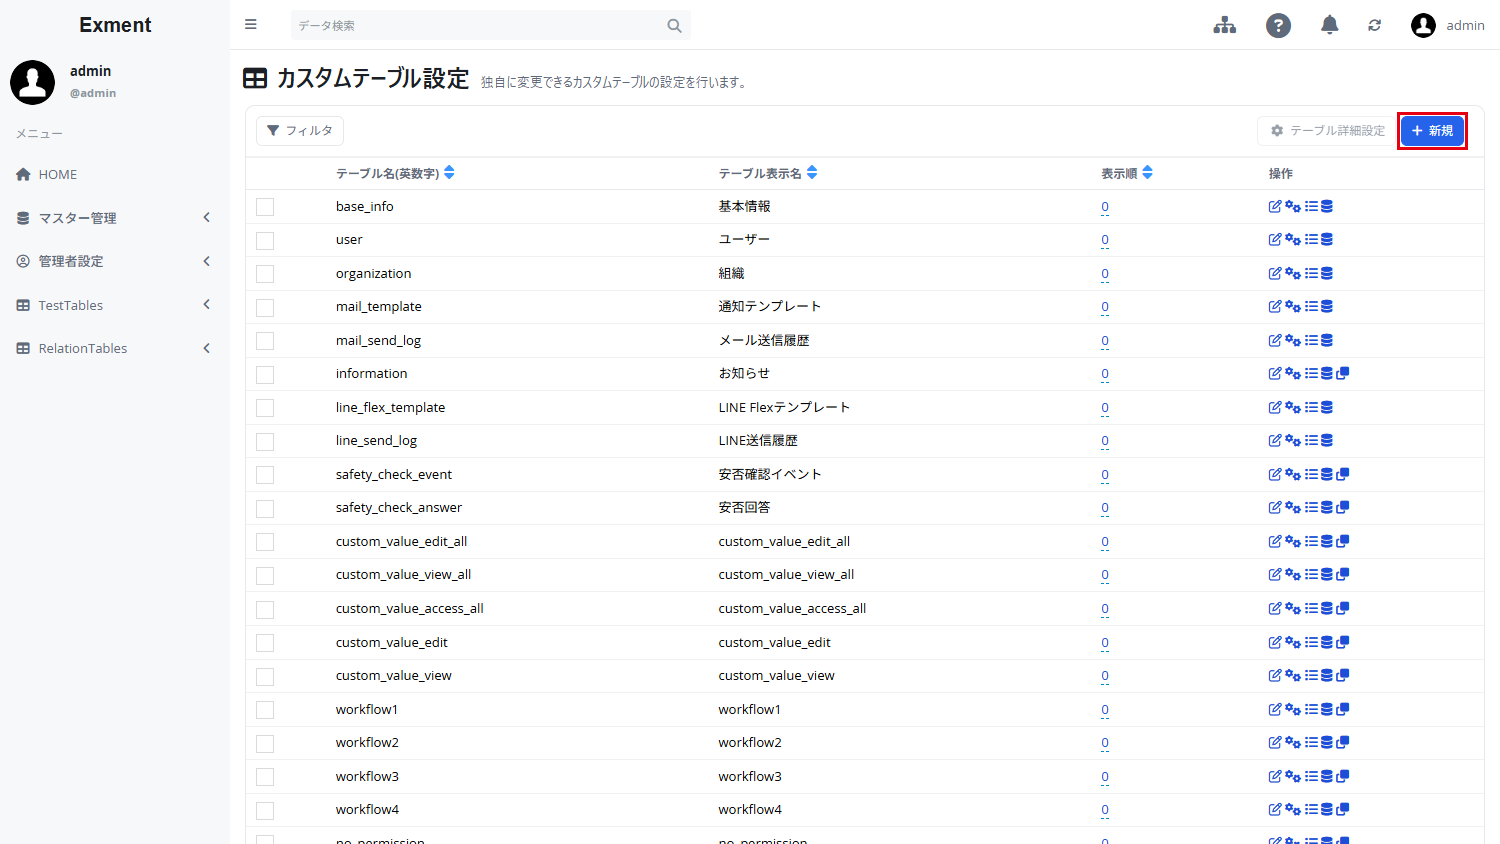 Exment
データ検索
admin
admin
@admin
メニュー
HOME
マスター管理
管理者設定
TestTables
RelationTables
カスタムテーブル設定 独自に変更できるカスタムテーブルの設定を行います。
フィルタ テーブル詳細設定 新規
テーブル名(英数字) テーブル表示名 表示順 操作
base_info 基本情報 0
user ユーザー 0
organization 組織 0
mail_template 通知テンプレート 0
mail_send_log メール送信履歴 0
information お知らせ 0
line_flex_template LINE Flexテンプレート 0
line_send_log LINE送信履歴 0
safety_check_event 安否確認イベント 0
safety_check_answer 安否回答 0
custom_value_edit_all custom_value_edit_all 0
custom_value_view_all custom_value_view_all 0
custom_value_access_all custom_value_access_all 0
custom_value_edit custom_value_edit 0
custom_value_view custom_value_view 0
workflow1 workflow1 0
workflow2 workflow2 0
workflow3 workflow3 0
workflow4 workflow4 0
no_permission no_permission 0